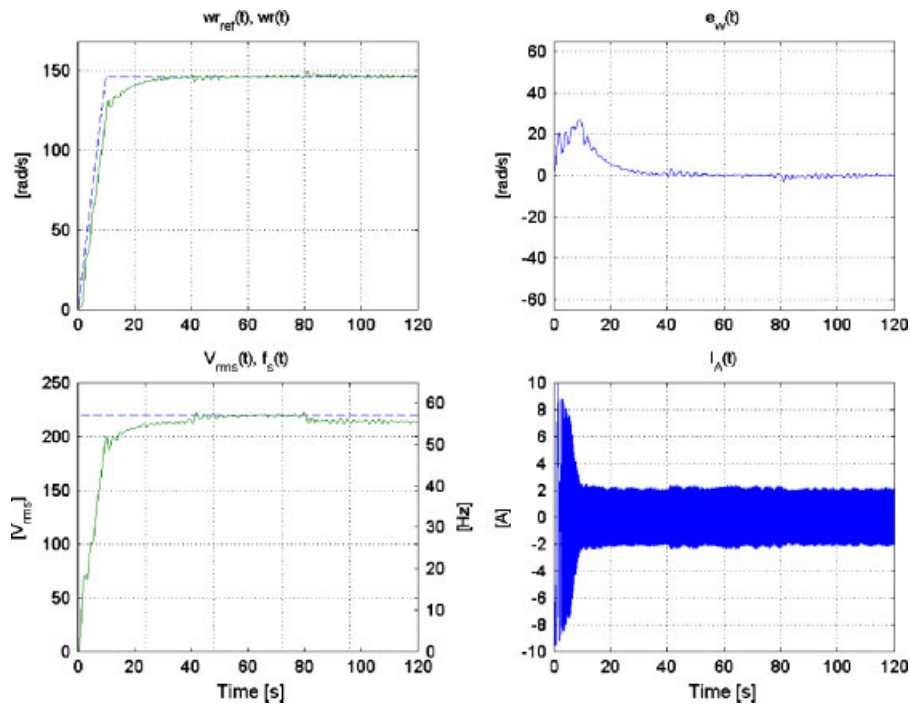 wr_ref(t), wr(t)
150
100
50
0
[rad/s]
0 20 40 60 80 100 120
e_w(t)
60
40
20
0
-20
-40
-60
[rad/s]
0 20 40 60 80 100 120
V_rms(t), f_s(t)
250
200
150
100
50
0
[V_rms]
60
50
40
30
20
10
0
[Hz]
0 20 40 60 80 100 120
Time [s]
I_A(t)
10
8
6
4
2
0
-2
-4
-6
-8
-10
[A]
0 20 40 60 80 100 120
Time [s]